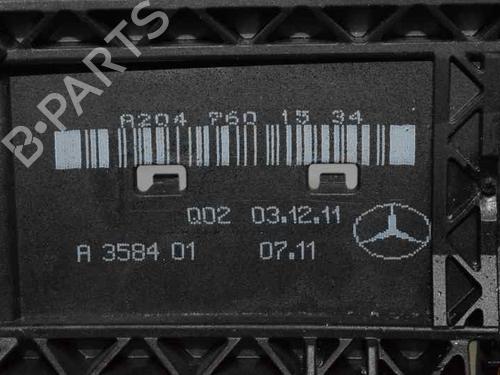 B-PARTS
A204 760 15 34
Q02 03.12.11
A 3584 01 07.11